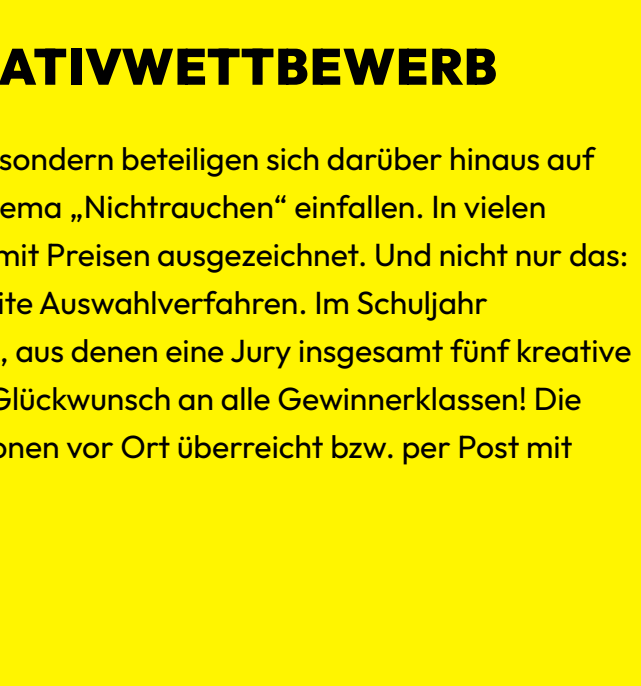 ATIVWETTBEWERB
sondern beteiligen sich darüber hinaus auf
ema „Nichtrauchen“ einfallen. In vielen
mit Preisen ausgezeichnet. Und nicht nur das:
ite Auswahlverfahren. Im Schuljahr
, aus denen eine Jury insgesamt fünf kreative
Glückwunsch an alle Gewinnerklassen! Die
onen vor Ort überreicht bzw. per Post mit